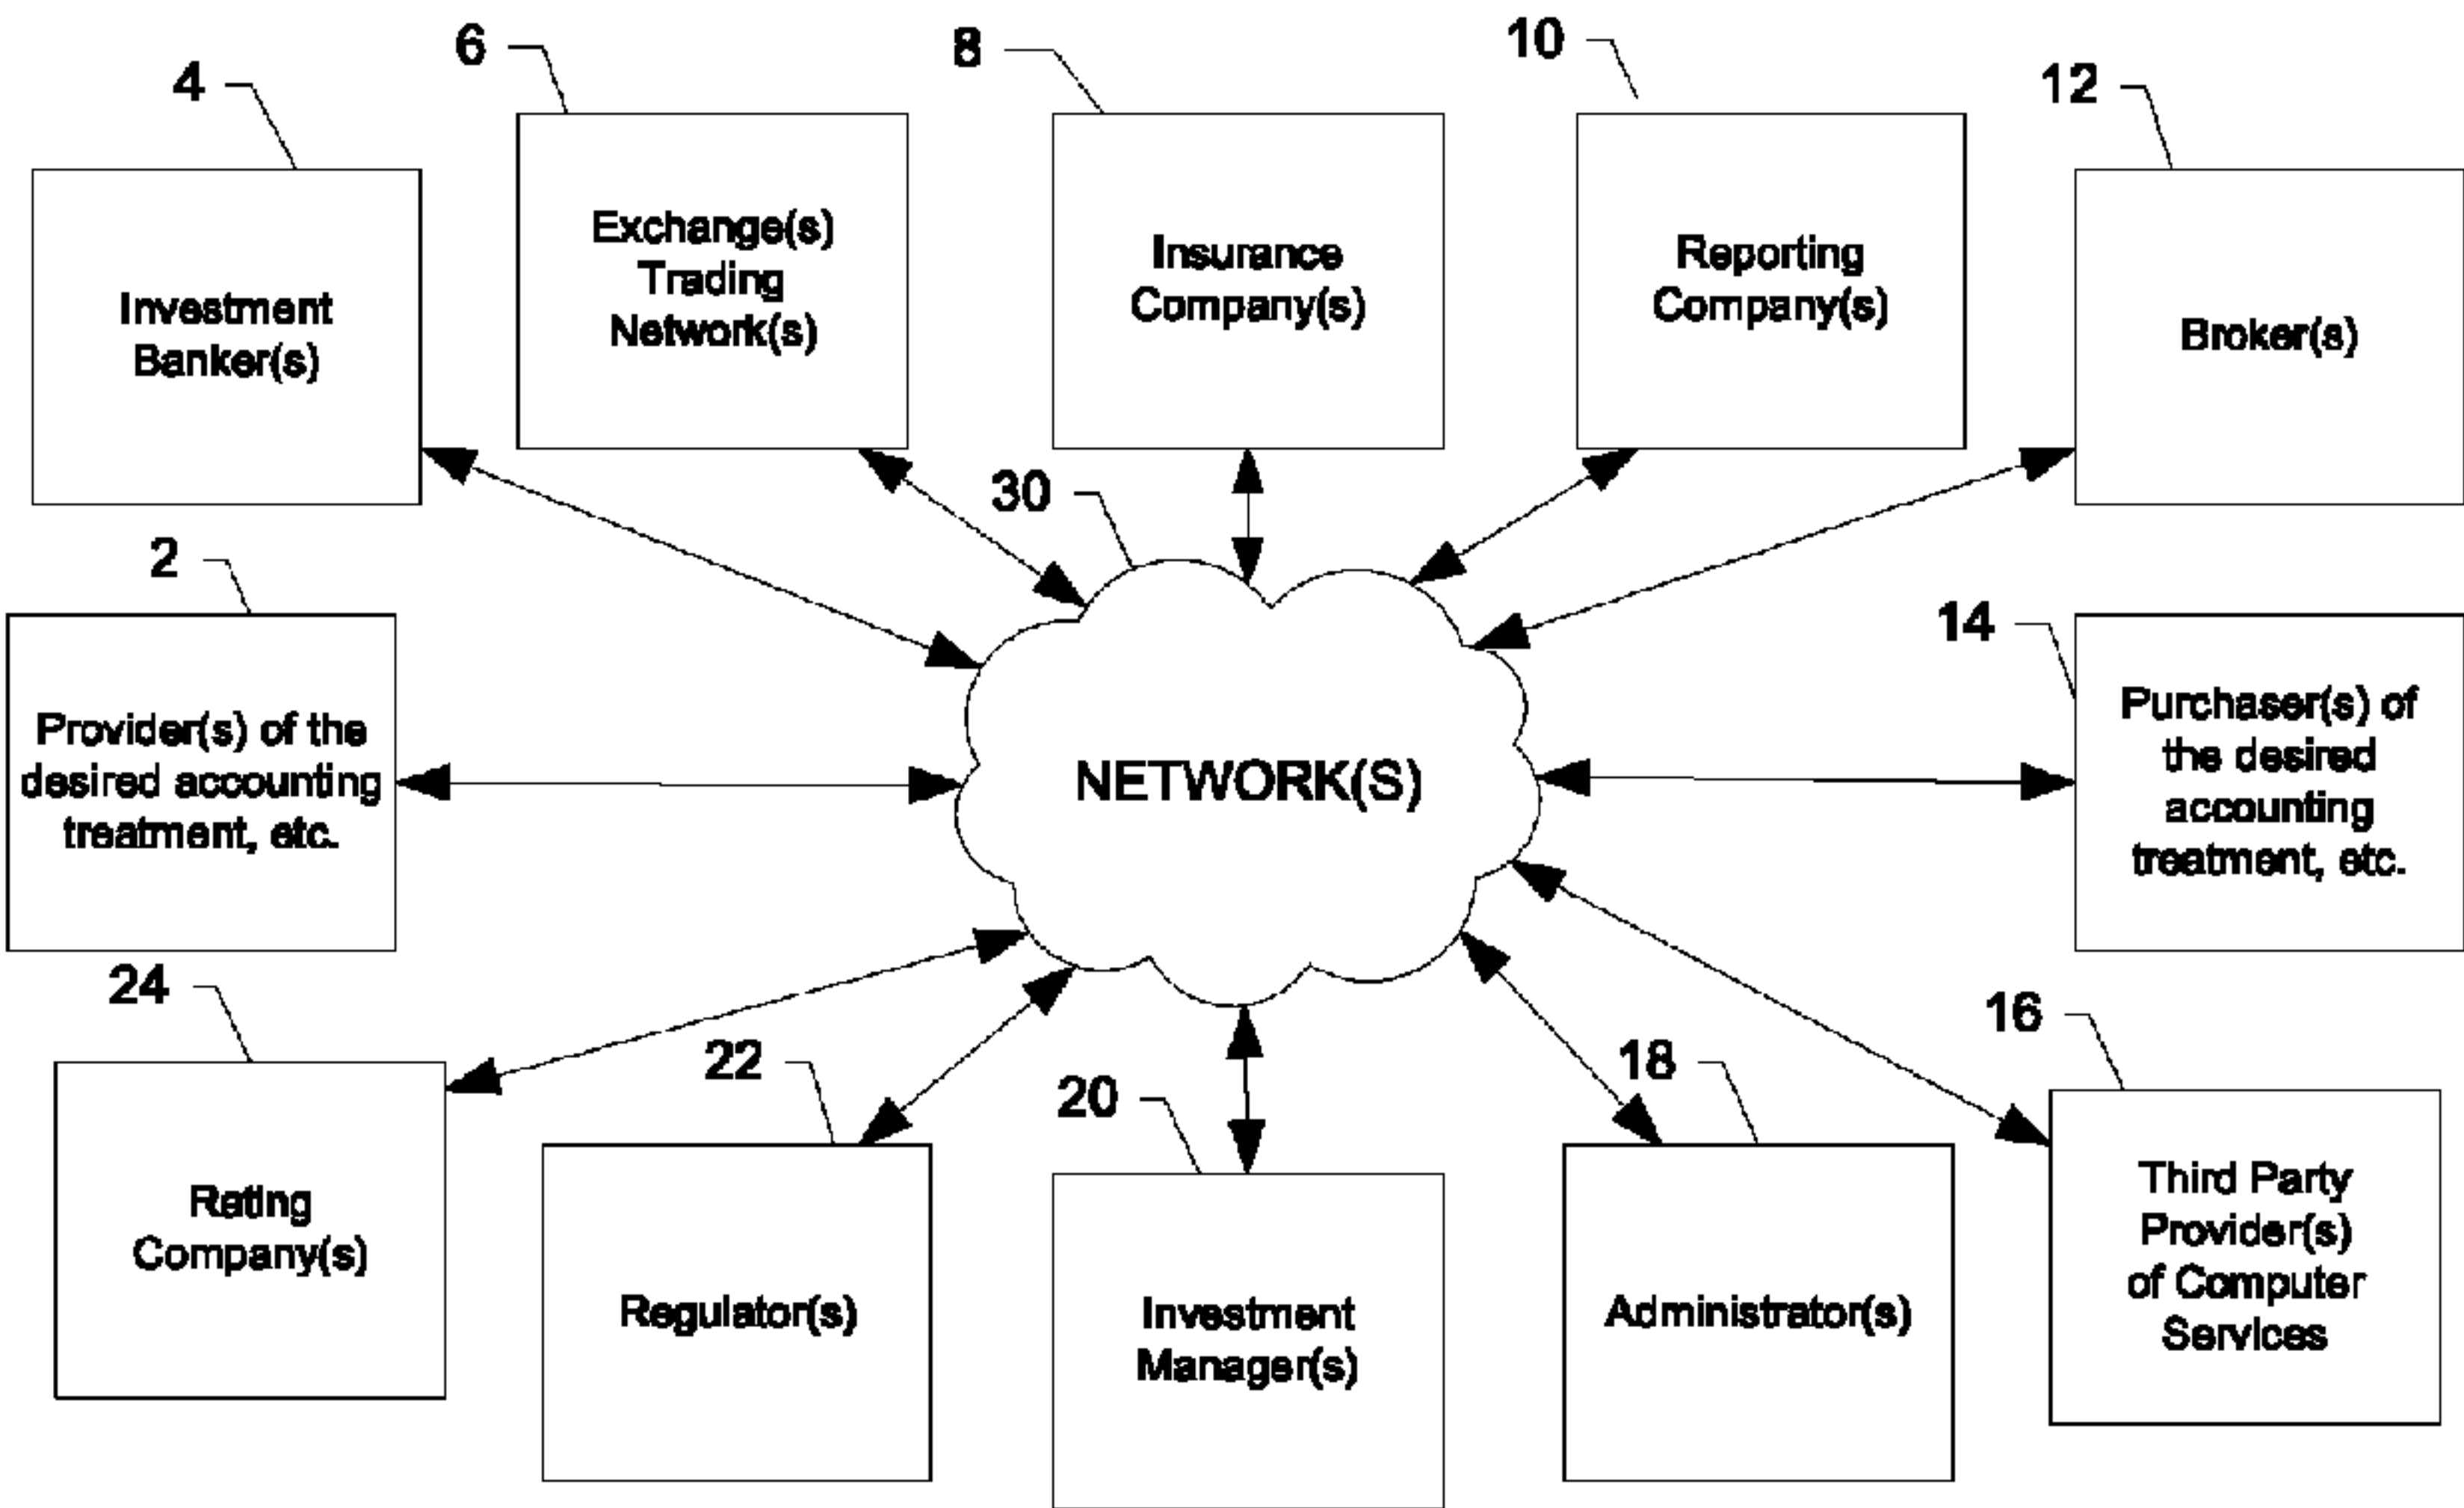 4
6
8
10
12
Investment
Banker(s)
Exchange(s)
Trading
Network(s)
Insurance
Company(s)
Reporting
Company(s)
Broker(s)
30
2
14
Provider(s) of the
desired accounting
treatment, etc.
NETWORK(S)
Purchaser(s) of
the desired
accounting
treatment, etc.
24
22
20
18
16
Rating
Company(s)
Regulator(s)
Investment
Manager(s)
Administrator(s)
Third Party
Provider(s)
of Computer
Services